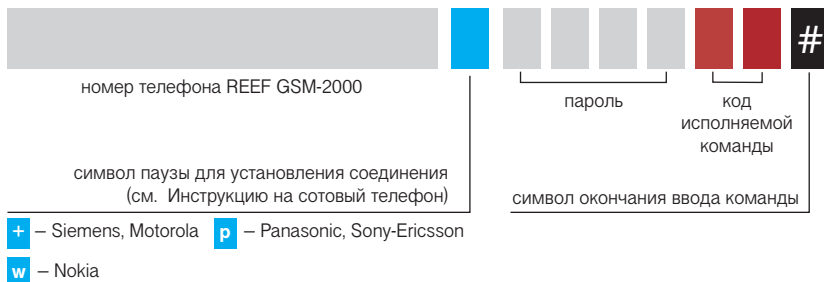 #
номер телефона REEF GSM-2000
пароль
код
исполняемой
команды
символ паузы для установления соединения
(см. Инструкцию на сотовый телефон)
символ окончания ввода команды
+ – Siemens, Motorola p – Panasonic, Sony-Ericsson
w – Nokia